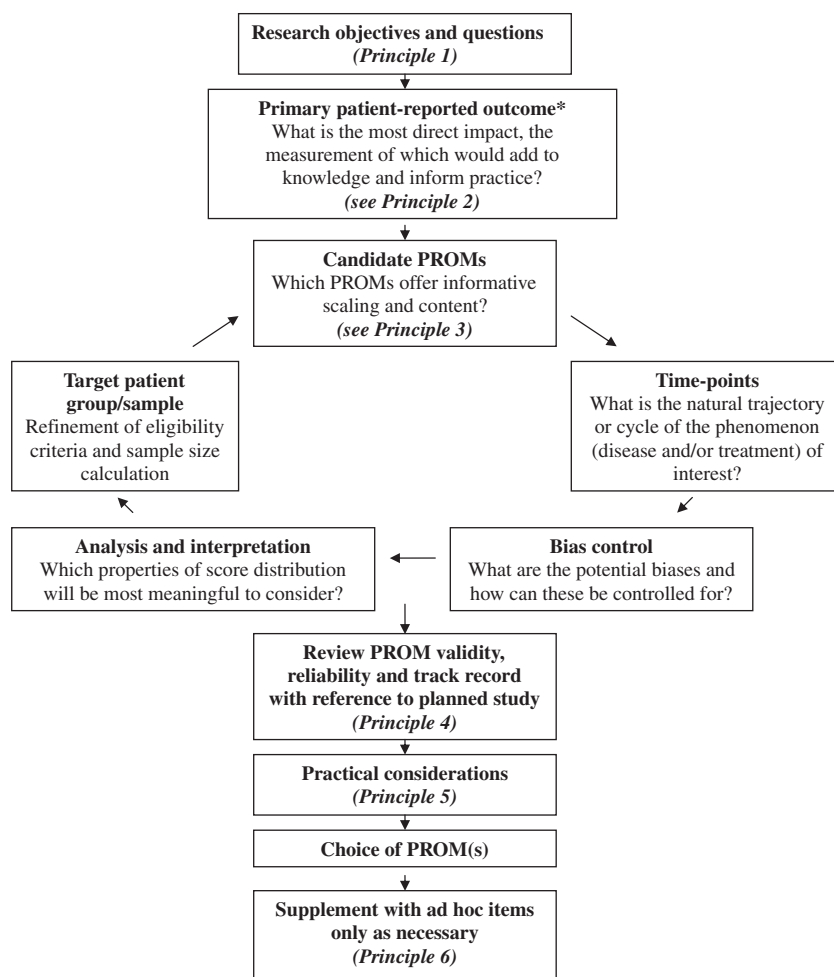 Research objectives and questions
(Principle 1)
Primary patient-reported outcome*
What is the most direct impact, the
measurement of which would add to
knowledge and inform practice?
(see Principle 2)
Candidate PROMs
Which PROMs offer informative
scaling and content?
(see Principle 3)
Target patient
group/sample
Refinement of eligibility
criteria and sample size
calculation
Time-points
What is the natural trajectory
or cycle of the phenomenon
(disease and/or treatment) of
interest?
Analysis and interpretation
Which properties of score distribution
will be most meaningful to consider?
Bias control
What are the potential biases and
how can these be controlled for?
Review PROM validity,
reliability and track record
with reference to planned study
(Principle 4)
Practical considerations
(Principle 5)
Choice of PROM(s)
Supplement with ad hoc items
only as necessary
(Principle 6)